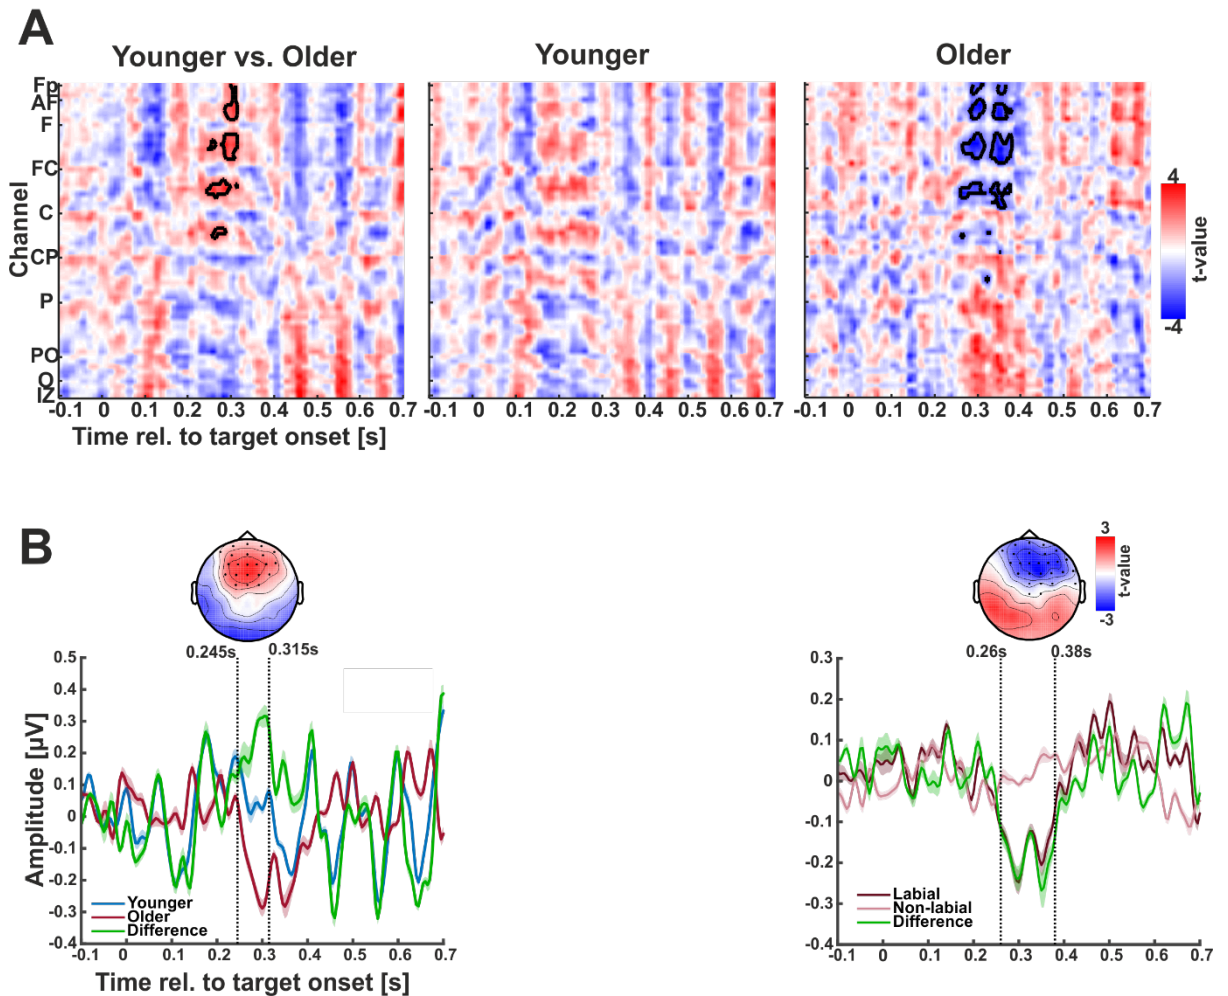 A
Younger vs. Older
Younger
Older
Channel
Fp
AF
F
FC
C
CP
P
PO
O
IZ
-0.1 0 0.1 0.2 0.3 0.4 0.5 0.6 0.7
-0.1 0 0.1 0.2 0.3 0.4 0.5 0.6 0.7
-0.1 0 0.1 0.2 0.3 0.4 0.5 0.6 0.7
Time rel. to target onset [s]
4
t-value
-4
B
0.245s
0.315s
Amplitude [µV]
0.5
0.4
0.3
0.2
0.1
0
-0.1
-0.2
-0.3
-0.4
Younger
Older
Difference
-0.1 0 0.1 0.2 0.3 0.4 0.5 0.6 0.7
Time rel. to target onset [s]
3
t-value
-3
0.26s
0.38s
0.3
0.2
0.1
0
-0.1
-0.2
-0.3
-0.4
Labial
Non-labial
Difference
-0.1 0 0.1 0.2 0.3 0.4 0.5 0.6 0.7